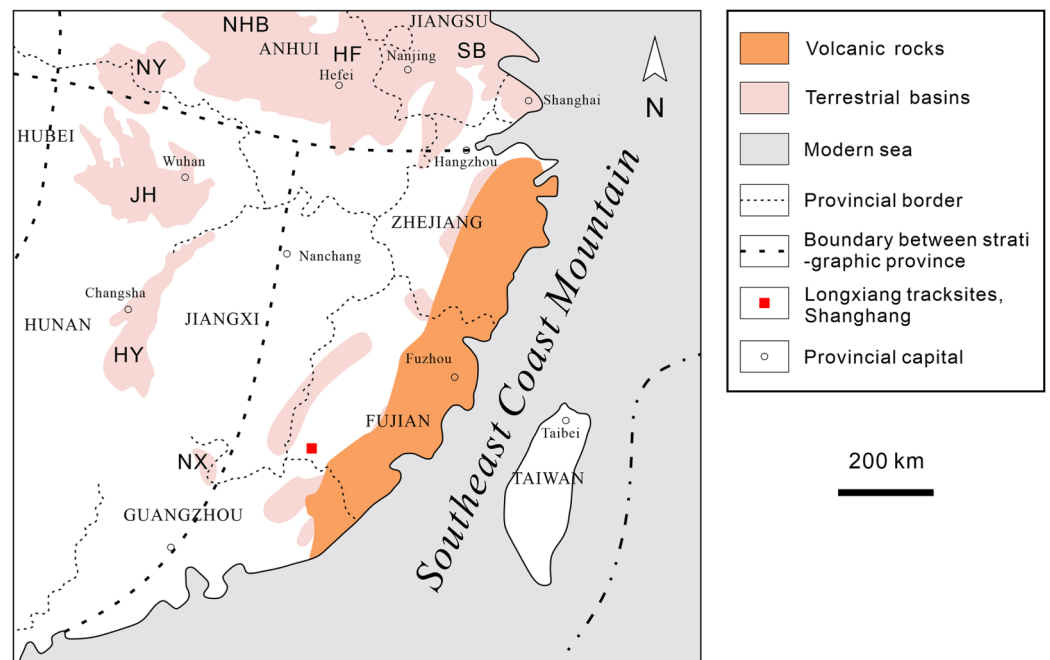 NHB
JIANGSU
ANHUI
HF
SB
Nanjing
NY
Hefei
Shanghai
N
HUBEI
Wuhan
Hangzhou
JH
ZHEJIANG
Nanchang
Changsha
HUNAN
JIANGXI
HY
Fuzhou
FUJIAN
Southeast Coast Mountain
Taibei
NX
TAIWAN
GUANGZHOU
Volcanic rocks
Terrestrial basins
Modern sea
Provincial border
Boundary between strati
-graphic province
Longxiang tracksites,
Shanghang
Provincial capital
200 km